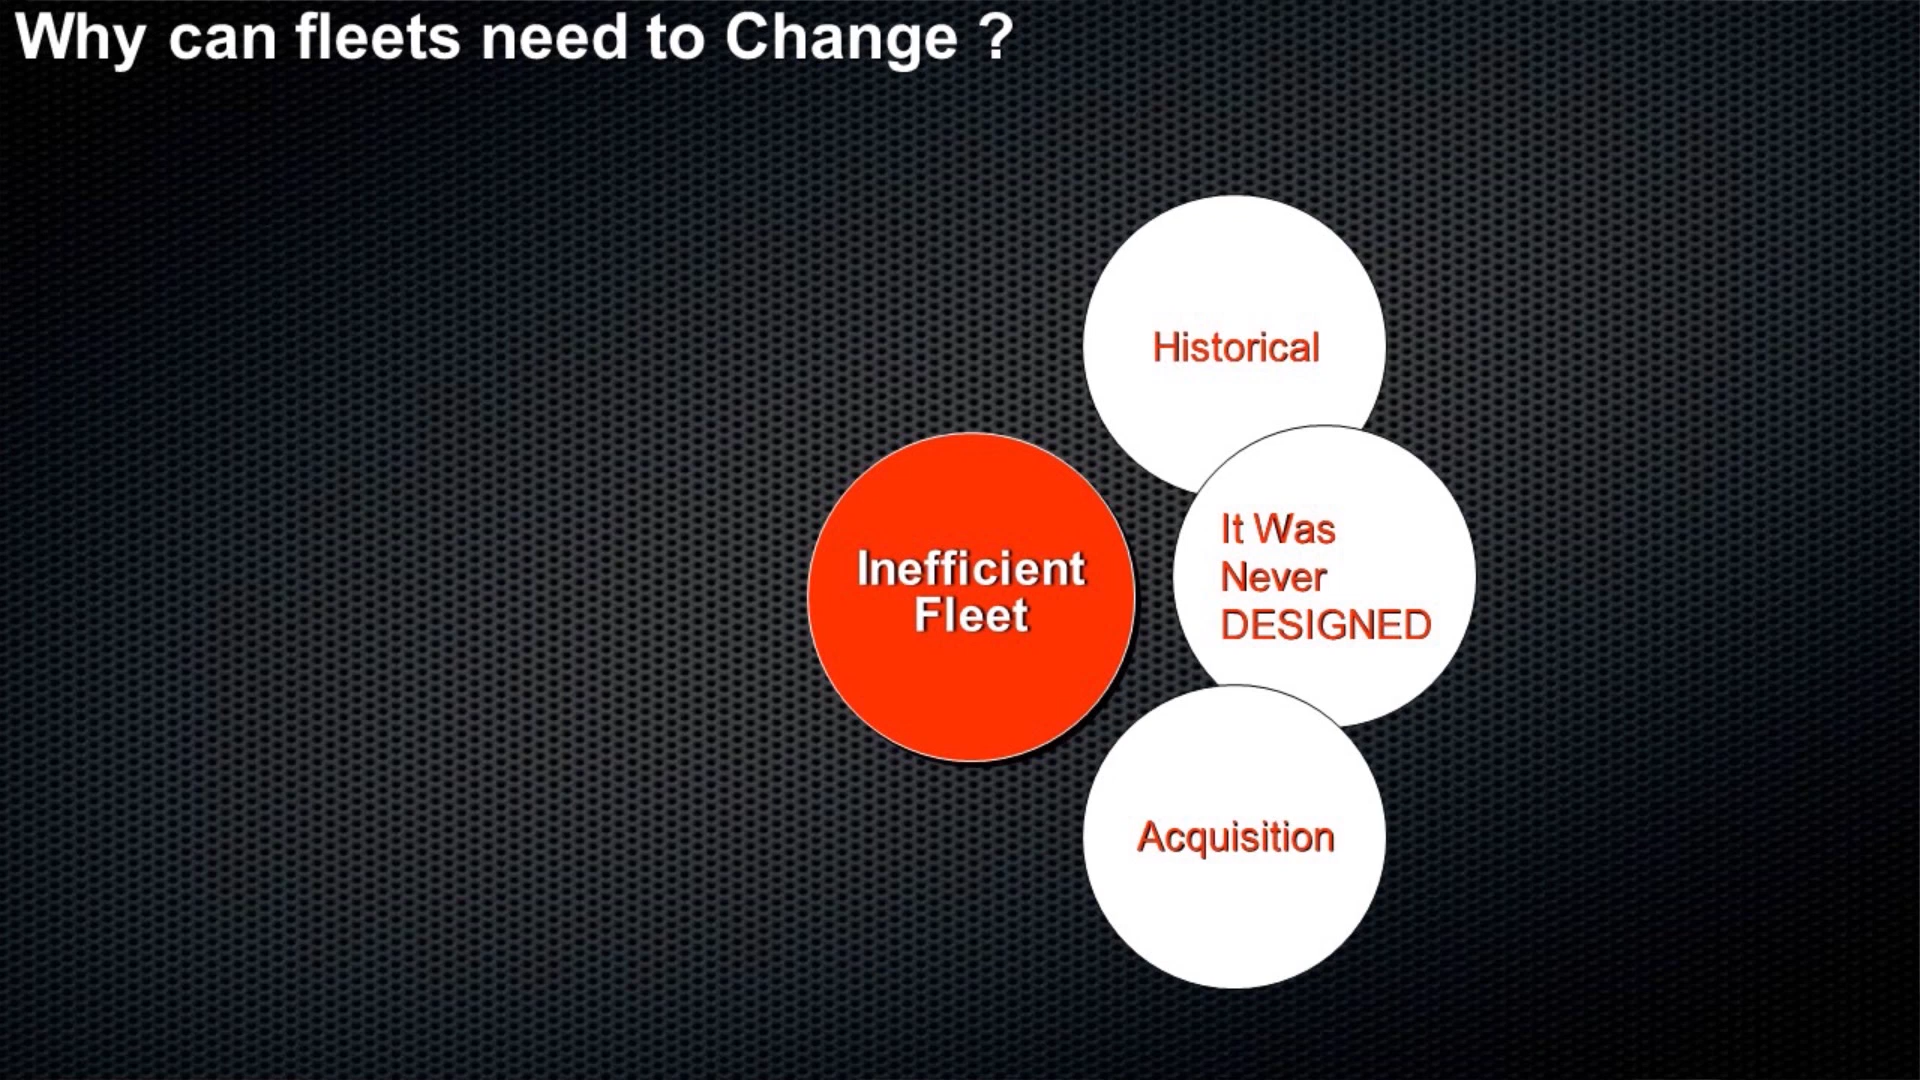 Why can fleets need to Change ?
Historical
Inefficient
Fleet
It Was
Never
DESIGNED
Acquisition